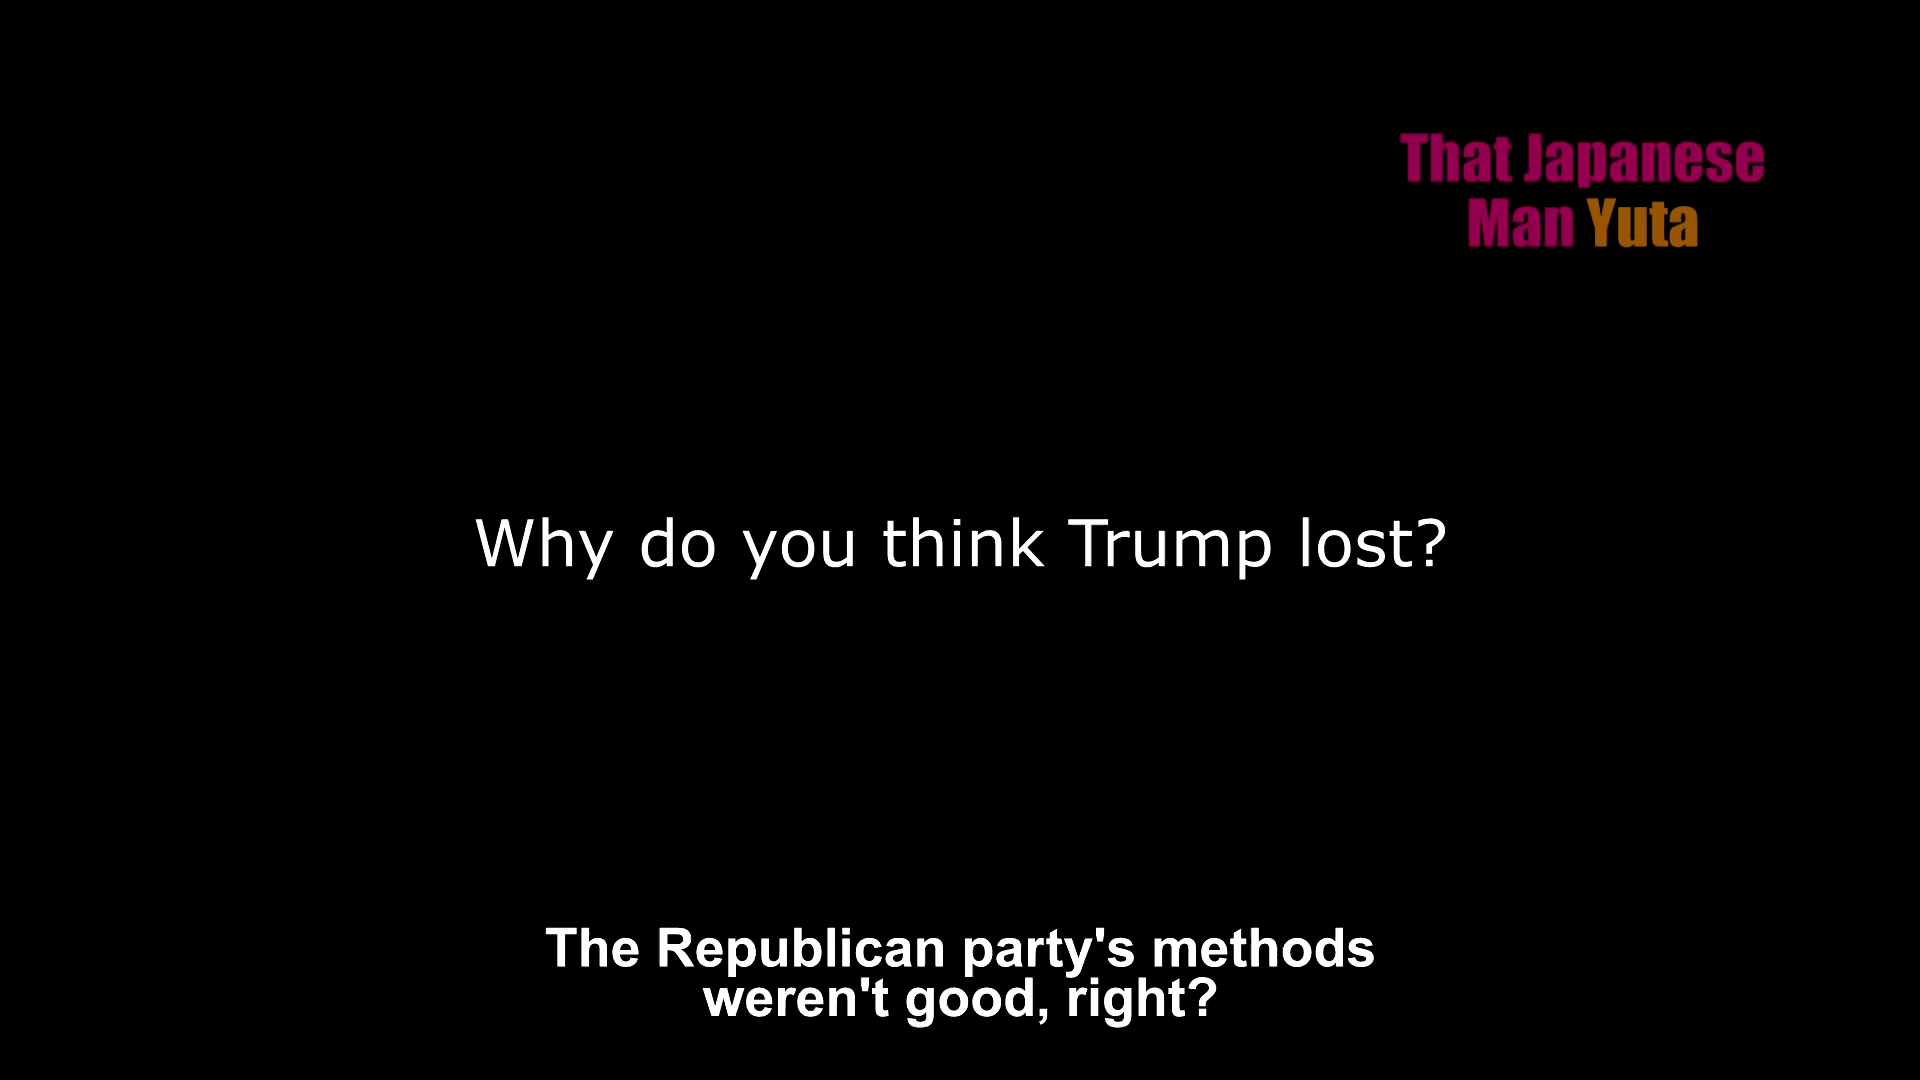 That Japanese
Man Yuta
Why do you think Trump lost?
The Republican party's methods
weren't good, right?